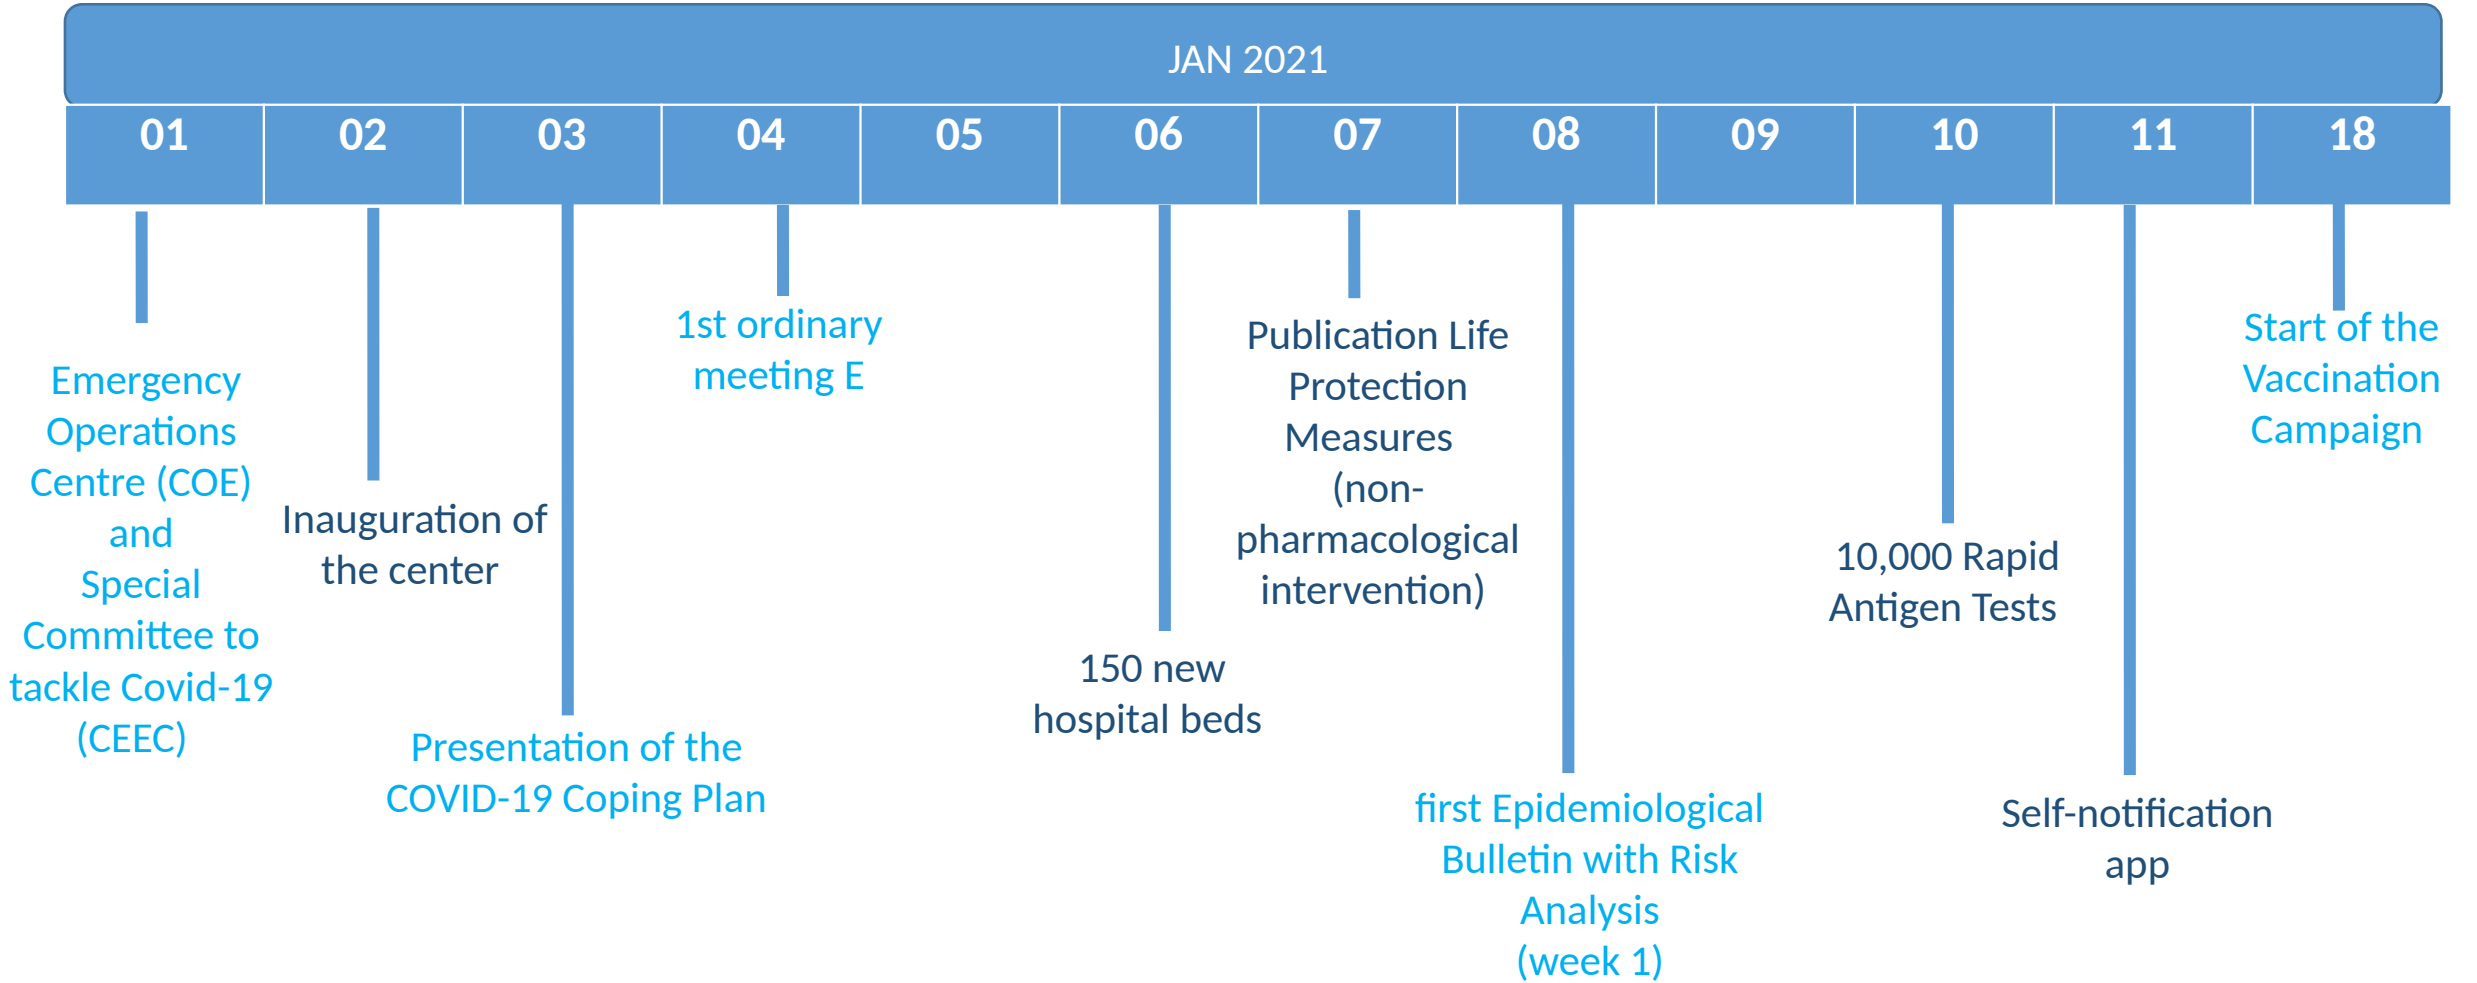 JAN 2021
01 02 03 04 05 06 07 08 09 10 11 18
Emergency
Operations
Centre (COE)
and
Special
Committee to
tackle Covid-19
(CEEC)
Inauguration of
the center
Presentation of the
COVID-19 Coping Plan
1st ordinary
meeting E
150 new
hospital beds
Publication Life
Protection
Measures
(non-
pharmacological
intervention)
first Epidemiological
Bulletin with Risk
Analysis
(week 1)
10,000 Rapid
Antigen Tests
Self-notification
app
Start of the
Vaccination
Campaign